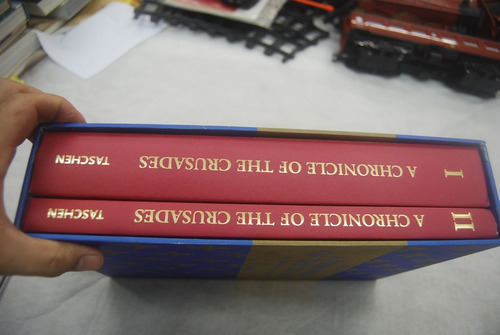 I A CHRONICLE OF THE CRUSADES TASCHEN
II A CHRONICLE OF THE CRUSADES TASCHEN